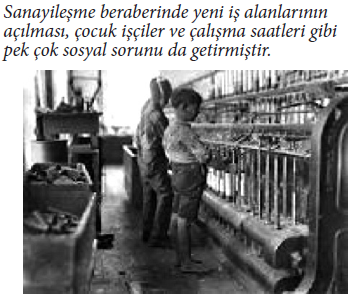 Sanayileşme beraberinde yeni iş alanlarının
açılması, çocuk işçiler ve çalışma saatleri gibi
pek çok sosyal sorunu da getirmiştir.